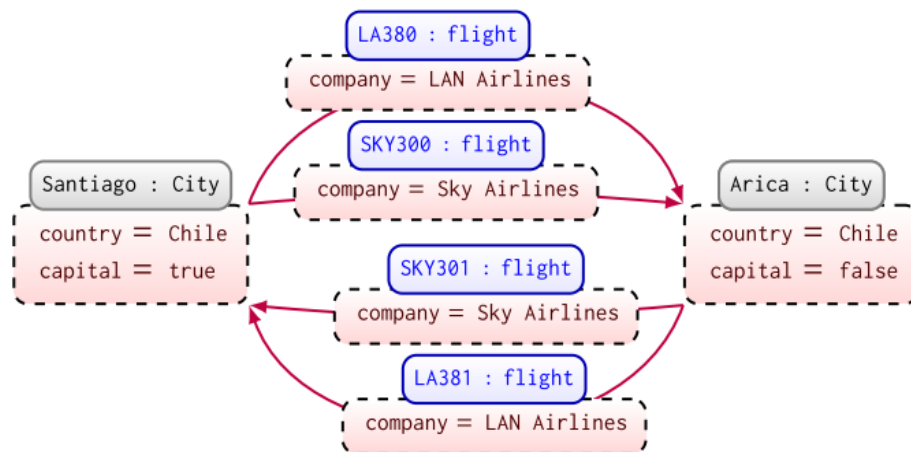 LA380 : flight
company = LAN Airlines
SKY300 : flight
company = Sky Airlines
Santiago : City
country = Chile
capital = true
Arica : City
country = Chile
capital = false
SKY301 : flight
company = Sky Airlines
LA381 : flight
company = LAN Airlines